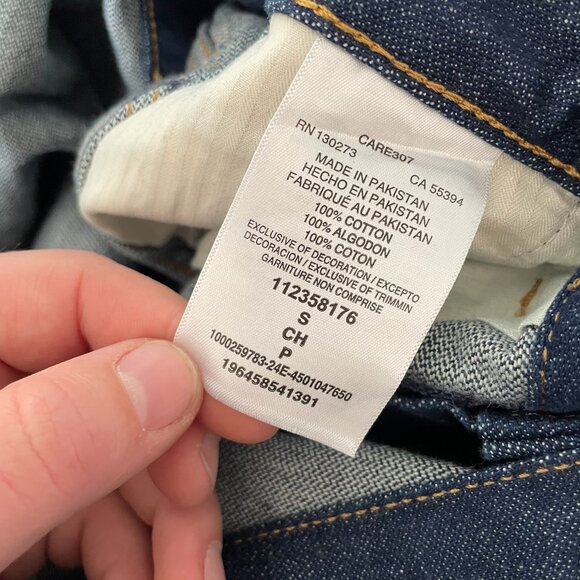 CARE307
RN 130273 CA 55394
MADE IN PAKISTAN
HECHO EN PAKISTAN
FABRIQUÉ AU PAKISTAN
100% COTTON
100% ALGODON
100% COTON
EXCLUSIVE OF DECORATION / EXCEPTO
DECORACION / EXCLUSIVE OF TRIMMIN
GARNITURE NON COMPRISE
112358176
S
CH
P
1000259783-24E-4501047650
196458541391